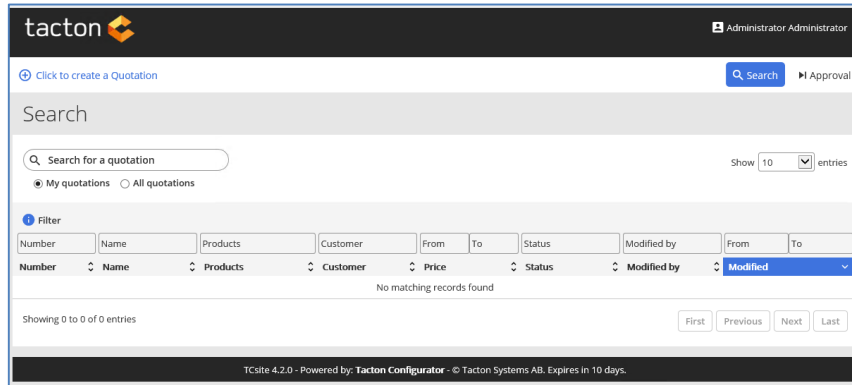 tacton
Administrator Administrator
Click to create a Quotation
Search
Approval
Search
Search for a quotation
Show 10 entries
My quotations All quotations
Filter
Number Name Products Customer From To Status Modified by From To
Number Name Products Customer Price Status Modified by Modified
No matching records found
Showing 0 to 0 of 0 entries
First Previous Next Last
TCsite 4.2.0 - Powered by: Tacton Configurator - © Tacton Systems AB. Expires in 10 days.